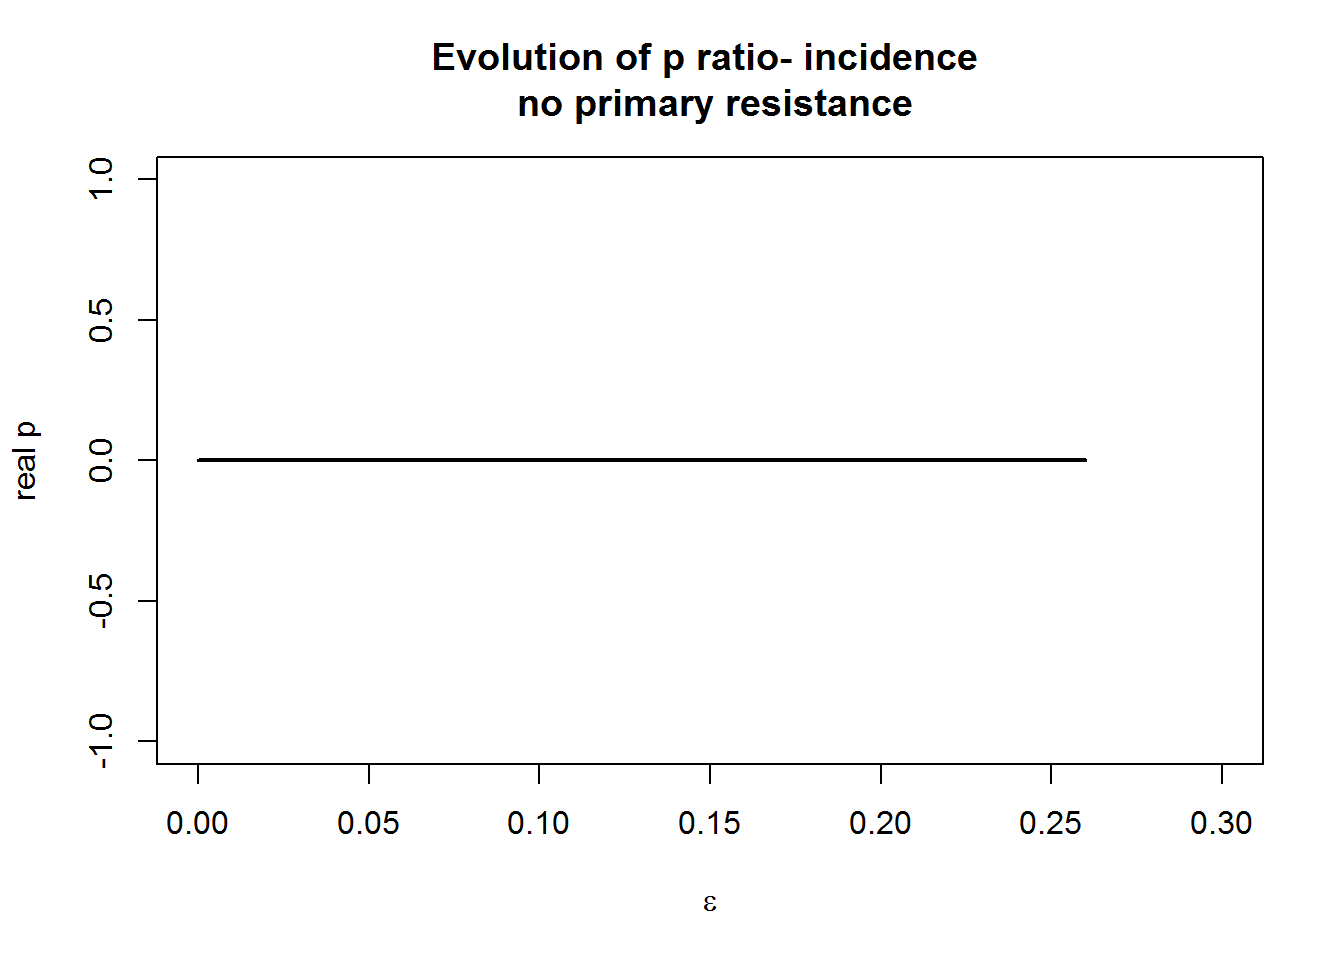 Evolution of p ratio- incidence
no primary resistance
1.0
0.5
0.0
-0.5
-1.0
real p
0.00 0.05 0.10 0.15 0.20 0.25 0.30
ε